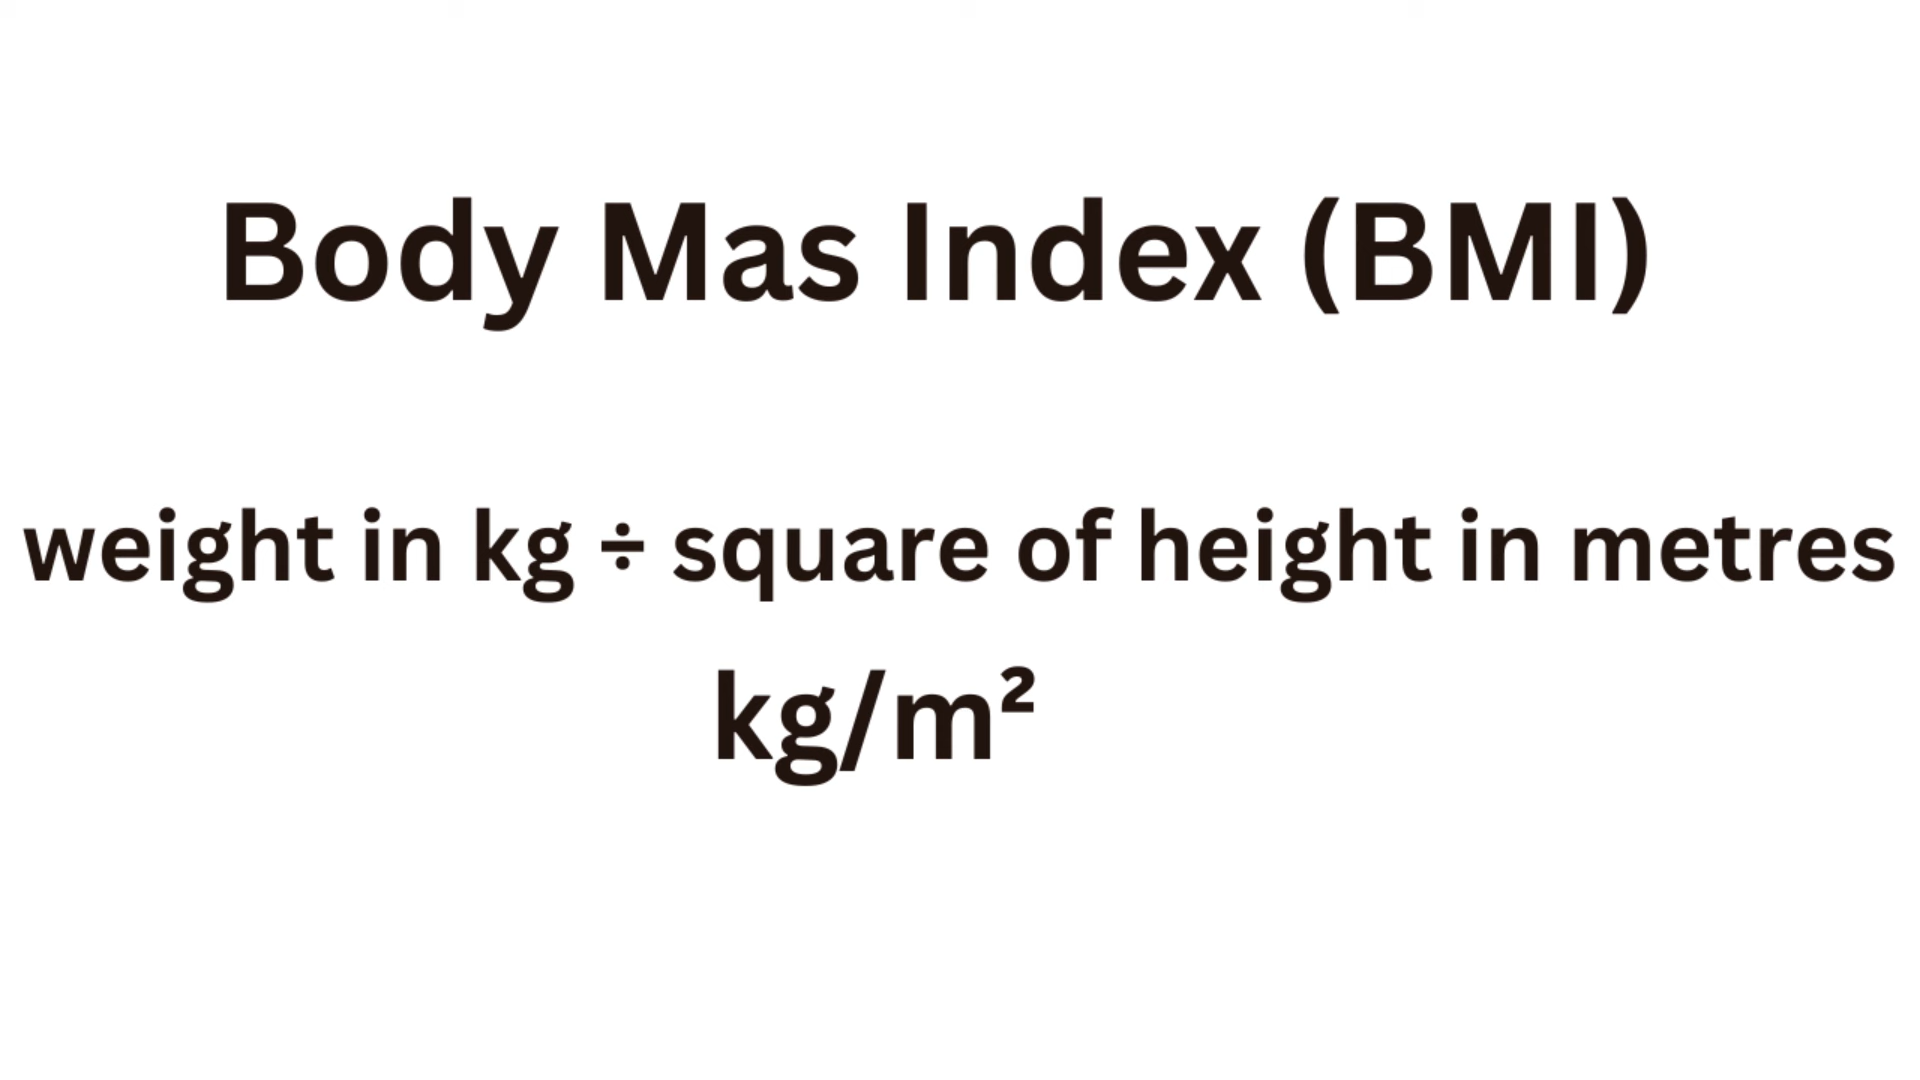 Body Mas Index (BMI)
weight in kg ÷ square of height in metres
kg/m²